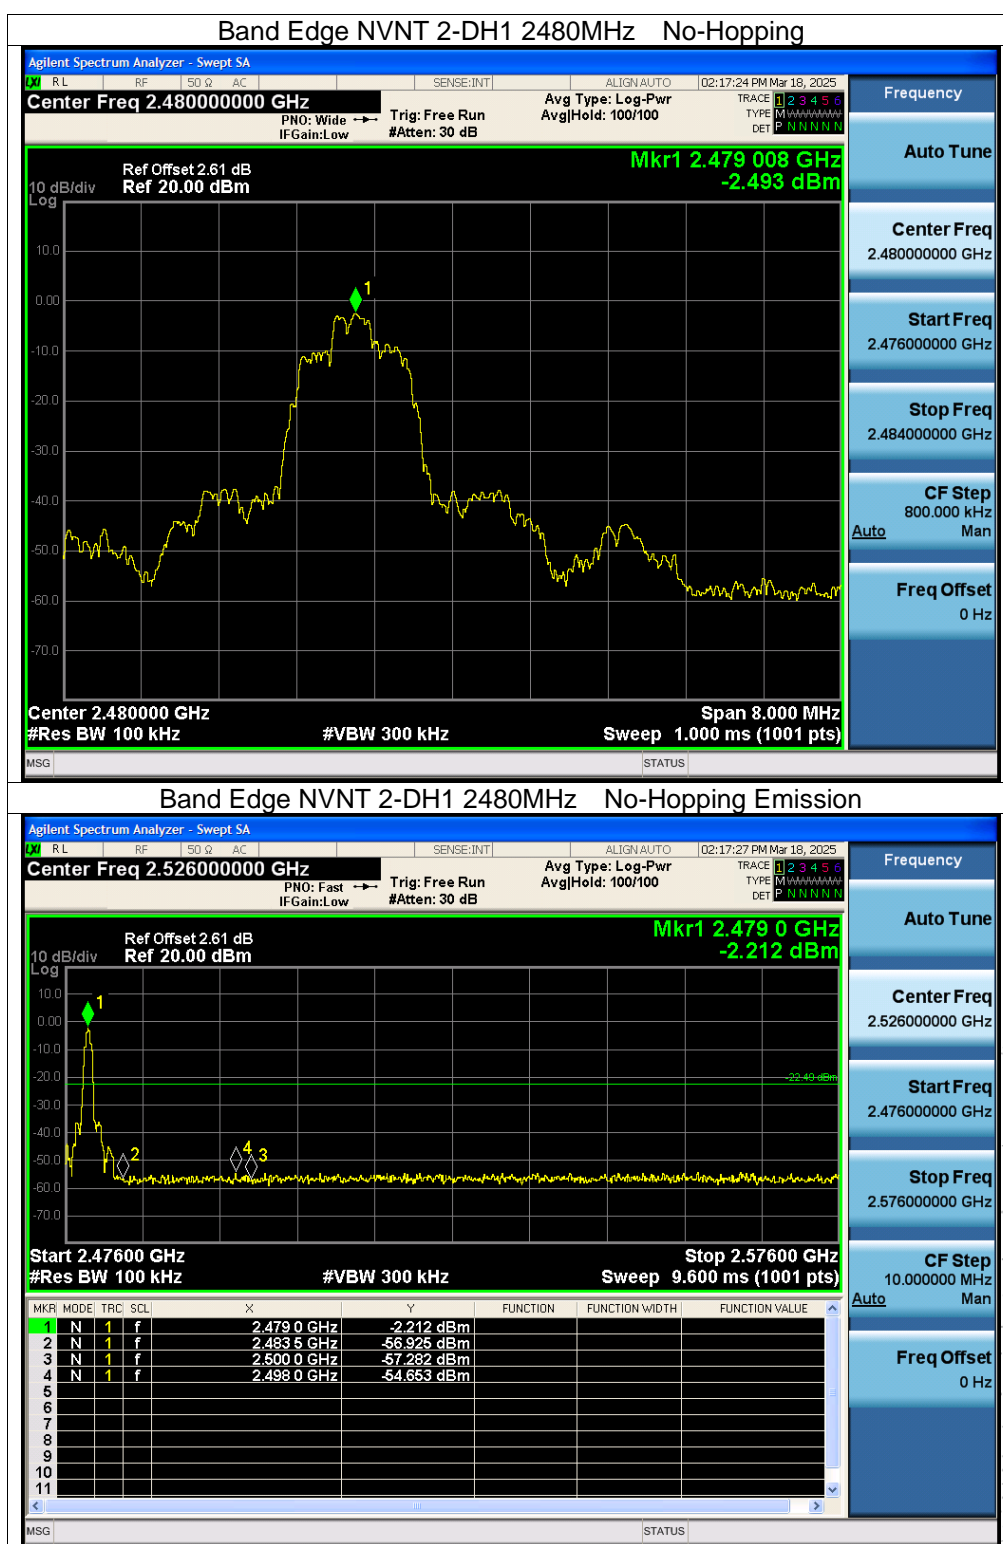 Band Edge NVNT 2-DH1 2480MHz No-Hopping
Agilent Spectrum Analyzer - Swept SA
LXI RL RF 50 Ω AC SENSE:INT ALIGN AUTO 02:17:24 PM Mar 18, 2025
Center Freq 2.480000000 GHz
PNO: Wide
IFGain:Low
Trig: Free Run
#Atten: 30 dB
Avg Type: Log-Pwr
Avg|Hold: 100/100
TRACE 1 2 3 4 5 6
TYPE M
DET P N N N N N
Frequency
Auto Tune
Center Freq
2.480000000 GHz
Start Freq
2.476000000 GHz
Stop Freq
2.484000000 GHz
CF Step
800.000 kHz
Auto Man
Freq Offset
0 Hz
Mkr1 2.479 008 GHz
-2.493 dBm
Ref Offset 2.61 dB
10 dB/div Ref 20.00 dBm
Log
10.0
0.00
-10.0
-20.0
-30.0
-40.0
-50.0
-60.0
-70.0
1
Center 2.480000 GHz Span 8.000 MHz
#Res BW 100 kHz #VBW 300 kHz Sweep 1.000 ms (1001 pts)
MSG STATUS
Band Edge NVNT 2-DH1 2480MHz No-Hopping Emission
Agilent Spectrum Analyzer - Swept SA
LXI RL RF 50 Ω AC SENSE:INT ALIGN AUTO 02:17:27 PM Mar 18, 2025
Center Freq 2.526000000 GHz
PNO: Fast
IFGain:Low
Trig: Free Run
#Atten: 30 dB
Avg Type: Log-Pwr
Avg|Hold: 100/100
TRACE 1 2 3 4 5 6
TYPE M
DET P N N N N N
Frequency
Auto Tune
Center Freq
2.526000000 GHz
Start Freq
2.476000000 GHz
Stop Freq
2.576000000 GHz
CF Step
10.000000 MHz
Auto Man
Freq Offset
0 Hz
Mkr1 2.479 0 GHz
-2.212 dBm
Ref Offset 2.61 dB
10 dB/div Ref 20.00 dBm
Log
10.0
0.00
-10.0
-20.0
-30.0
-40.0
-50.0
-60.0
-70.0
1
-22.49 dBm
2
4
3
Start 2.47600 GHz Stop 2.57600 GHz
#Res BW 100 kHz #VBW 300 kHz Sweep 9.600 ms (1001 pts)
MKR MODE TRC SCL X Y FUNCTION FUNCTION WIDTH FUNCTION VALUE
1 N 1 f 2.479 0 GHz -2.212 dBm
2 N 1 f 2.483 5 GHz -56.925 dBm
3 N 1 f 2.500 0 GHz -57.282 dBm
4 N 1 f 2.498 0 GHz -54.653 dBm
5
6
7
8
9
10
11
MSG STATUS